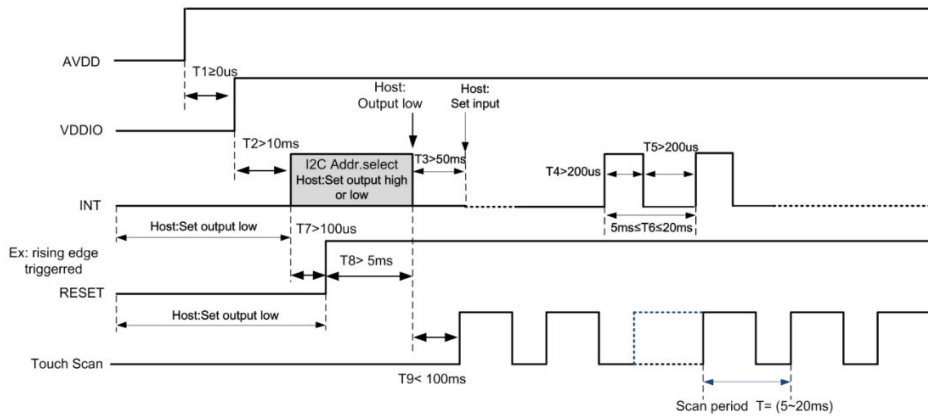 AVDD
T1≥0us
Host:
Output low
Host:
Set input
VDDIO
T2>10ms
I2C Addr.select
Host:Set output high
or low
T3>50ms
T5>200us
T4>200us
INT
Host:Set output low
T7>100us
5ms≤T6≤20ms
Ex: rising edge
triggerred
T8> 5ms
RESET
Host:Set output low
Touch Scan
T9< 100ms
Scan period T= (5~20ms)